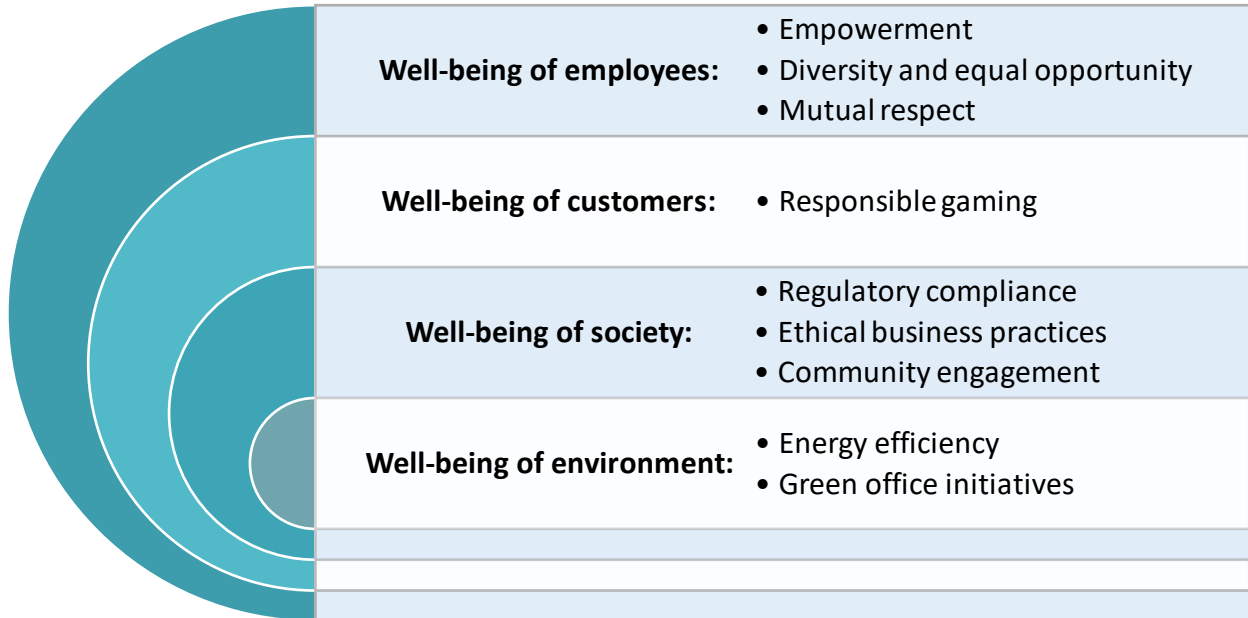 Well-being of employees:
• Empowerment
• Diversity and equal opportunity
• Mutual respect
Well-being of customers:
• Responsible gaming
Well-being of society:
• Regulatory compliance
• Ethical business practices
• Community engagement
Well-being of environment:
• Energy efficiency
• Green office initiatives